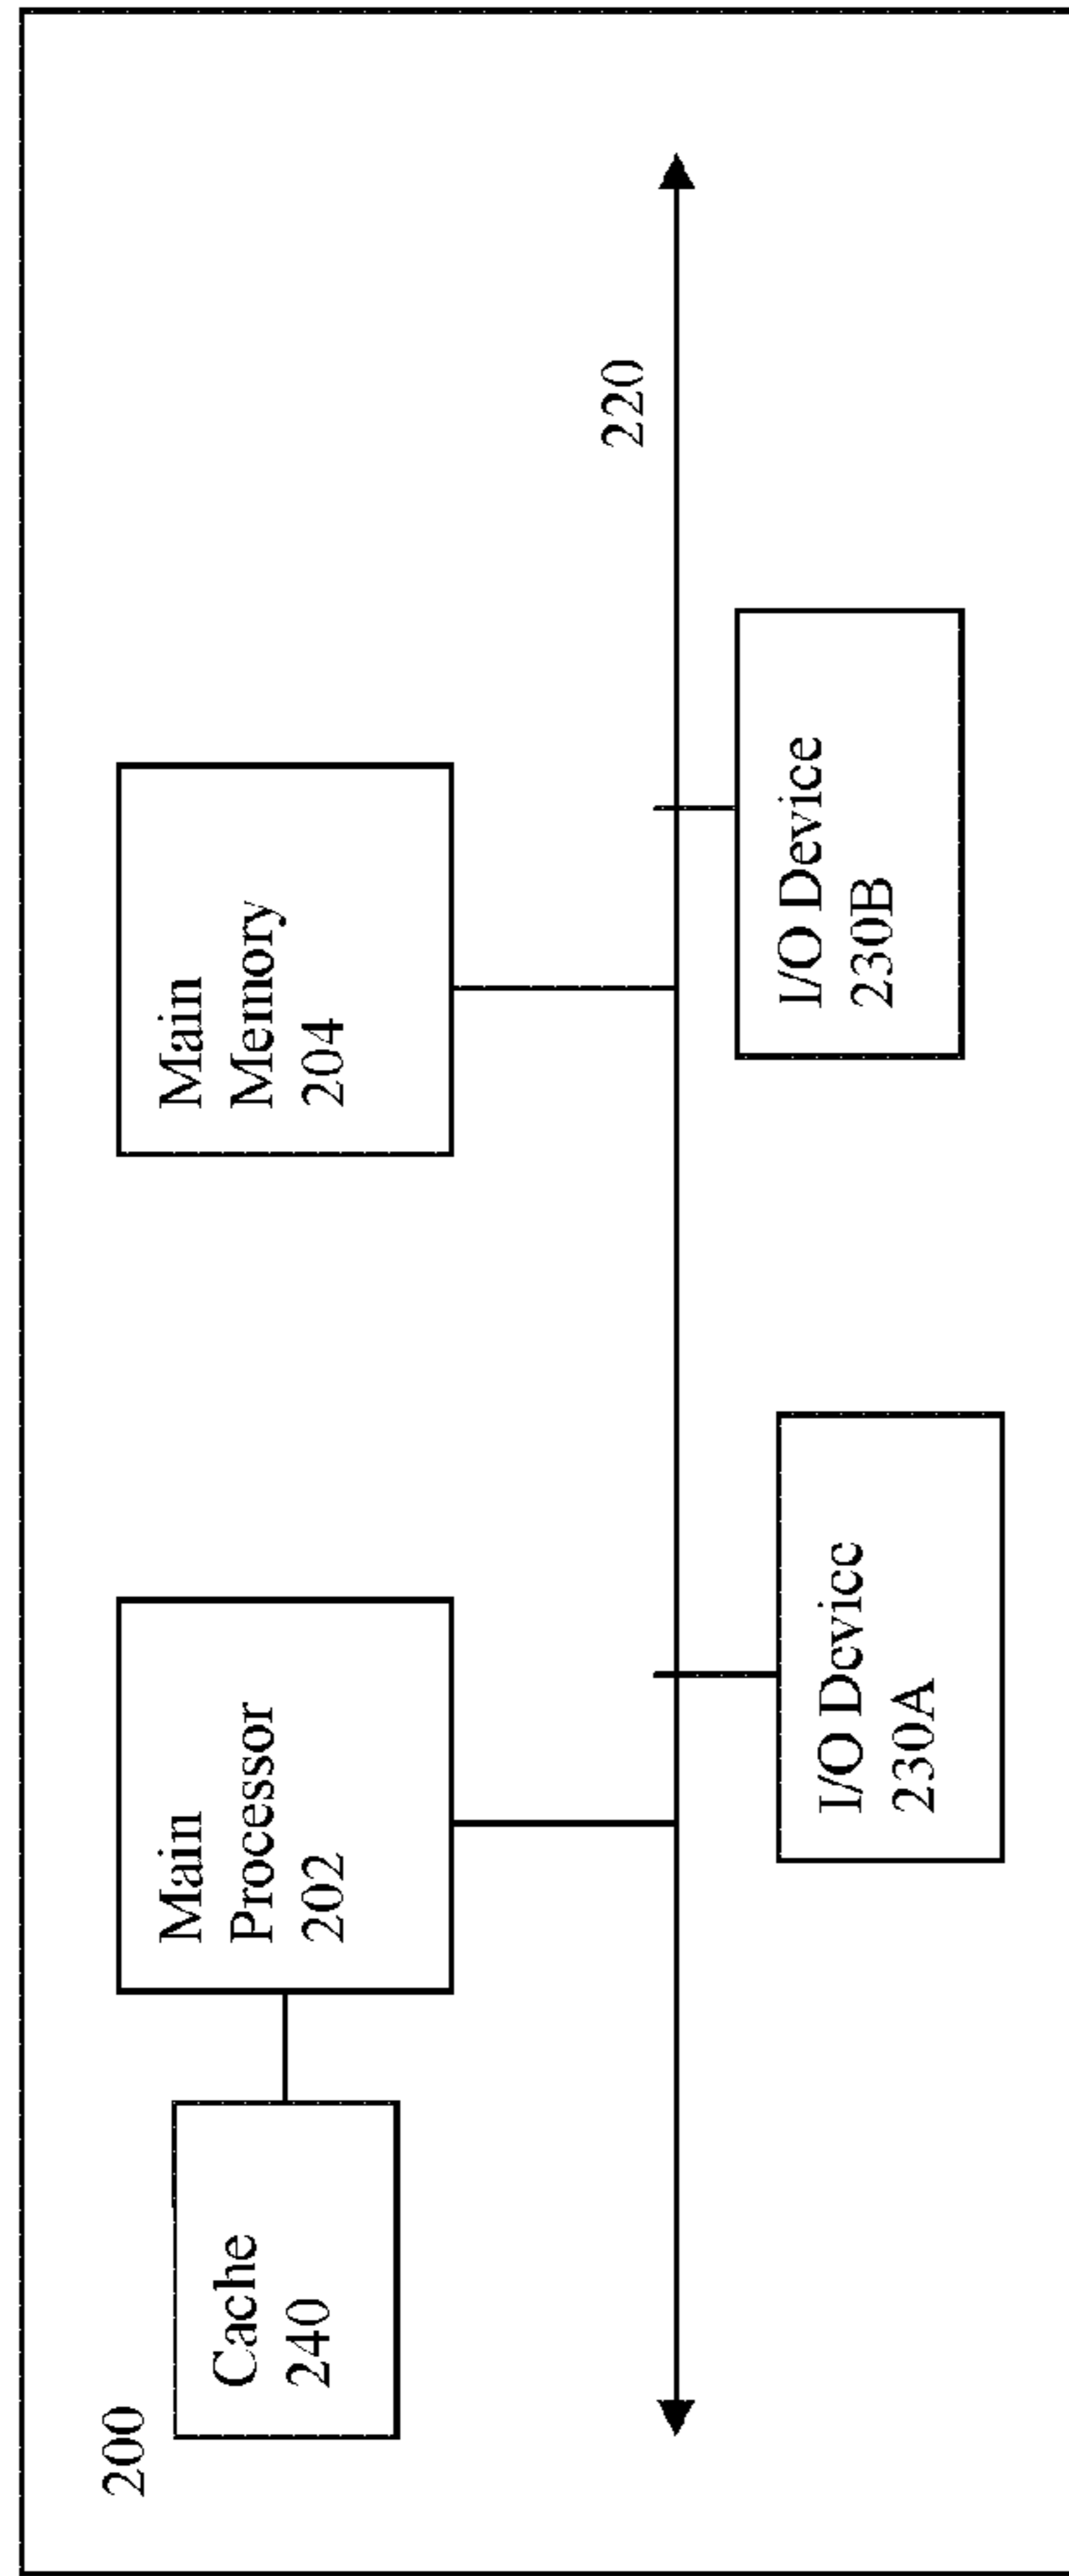 200
Cache
240
Main
Processor
202
Main
Memory
204
220
I/O Device
230A
I/O Device
230B